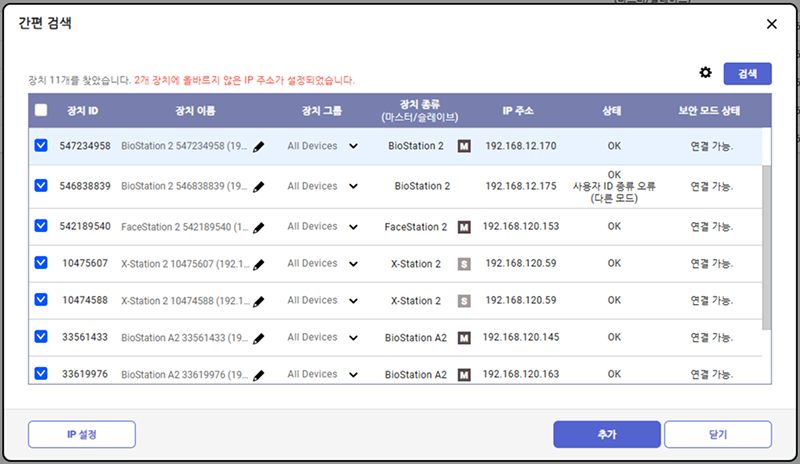 (마스터/슬레이브)
간편 검색
장치 11개를 찾았습니다. 2개 장치에 올바르지 않은 IP 주소가 설정되었습니다.
검색
장치 ID 장치 이름 장치 그룹 장치 종류 (마스터/슬레이브) IP 주소 상태 보안 모드 상태
547234958 BioStation 2 547234958 (19... All Devices BioStation 2 M 192.168.12.170 OK 연결 가능.
546838839 BioStation 2 546838839 (19... All Devices BioStation 2 192.168.12.175 OK 사용자 ID 종류 오류 (다른 모드) 연결 가능.
542189540 FaceStation 2 542189540 (1... All Devices FaceStation 2 M 192.168.120.153 OK 연결 가능.
10475607 X-Station 2 10475607 (192.1... All Devices X-Station 2 S 192.168.120.59 OK 연결 가능.
10474588 X-Station 2 10474588 (192.1... All Devices X-Station 2 S 192.168.120.59 OK 연결 가능.
33561433 BioStation A2 33561433 (19... All Devices BioStation A2 M 192.168.120.145 OK 연결 가능.
33619976 BioStation A2 33619976 (19... All Devices BioStation A2 M 192.168.120.163 OK 연결 가능.
IP 설정 추가 닫기